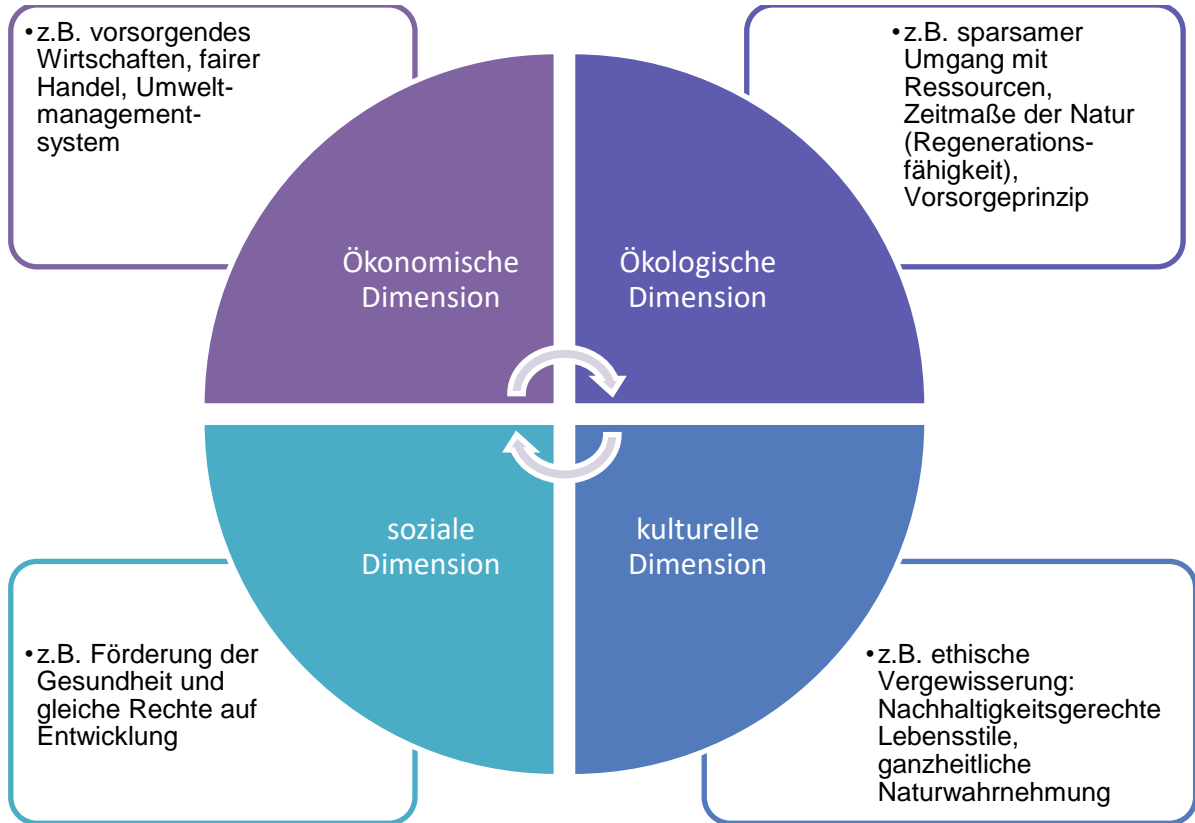 •z.B. vorsorgendes
Wirtschaften, fairer
Handel, Umwelt-
management-
system
•z.B. sparsamer
Umgang mit
Ressourcen,
Zeitmaße der Natur
(Regenerations-
fähigkeit),
Vorsorgeprinzip
Ökonomische
Dimension
Ökologische
Dimension
soziale
Dimension
kulturelle
Dimension
•z.B. Förderung der
Gesundheit und
gleiche Rechte auf
Entwicklung
•z.B. ethische
Vergewisserung:
Nachhaltigkeitsgerechte
Lebensstile,
ganzheitliche
Naturwahrnehmung